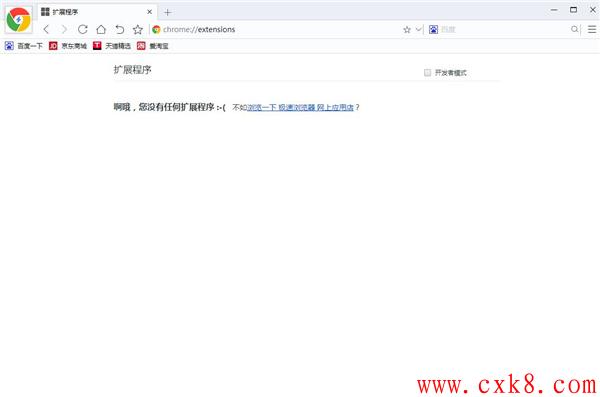 扩展程序
chrome://extensions
百度
百度一下 京东商城 天猫精选 爱淘宝
扩展程序
开发者模式
啊哦，您没有任何扩展程序 :-( 不如浏览一下 极速浏览器 网上应用店？
www.cxk8.com